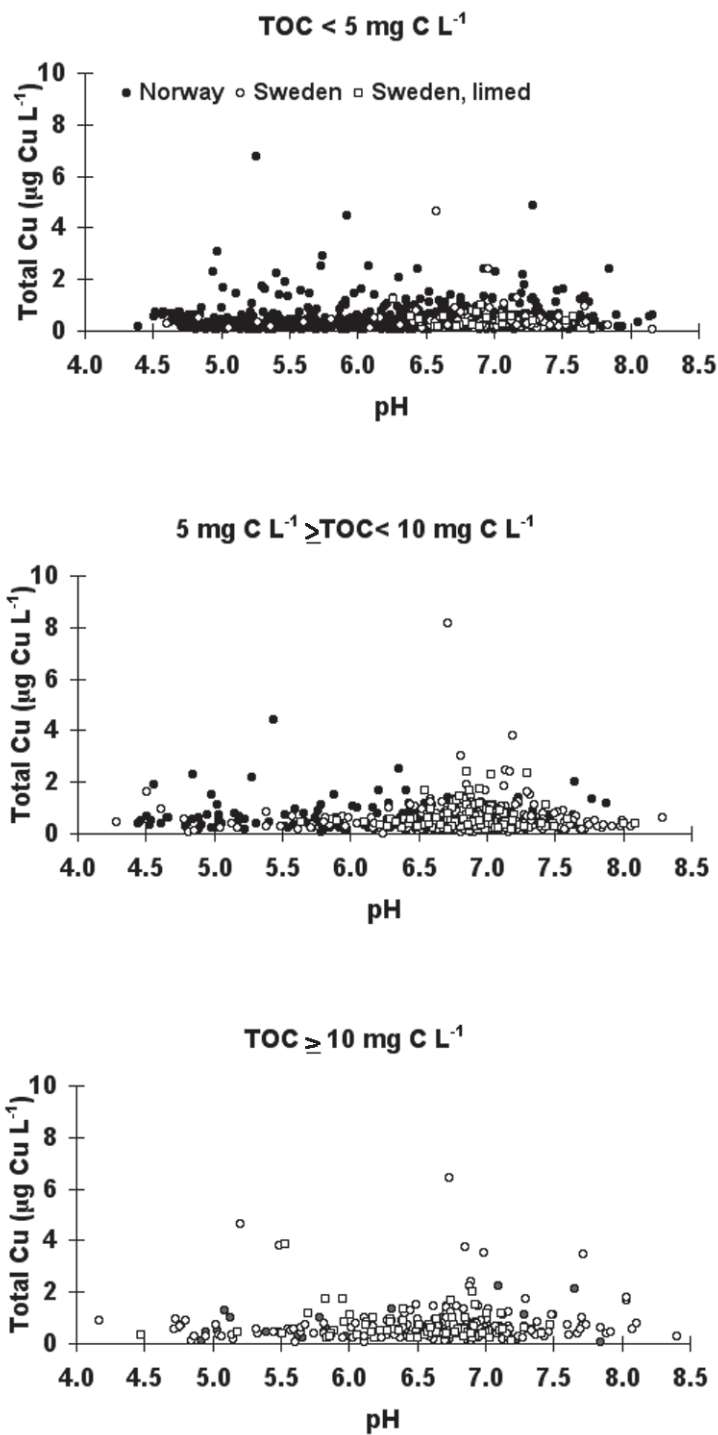 TOC < 5 mg C L⁻¹
10
8
6
4
2
0
Total Cu (µg Cu L⁻¹)
● Norway ○ Sweden □ Sweden, limed
4.0 4.5 5.0 5.5 6.0 6.5 7.0 7.5 8.0 8.5
pH
5 mg C L⁻¹ ≥TOC< 10 mg C L⁻¹
10
8
6
4
2
0
Total Cu (µg Cu L⁻¹)
4.0 4.5 5.0 5.5 6.0 6.5 7.0 7.5 8.0 8.5
pH
TOC ≥ 10 mg C L⁻¹
10
8
6
4
2
0
Total Cu (µg Cu L⁻¹)
4.0 4.5 5.0 5.5 6.0 6.5 7.0 7.5 8.0 8.5
pH